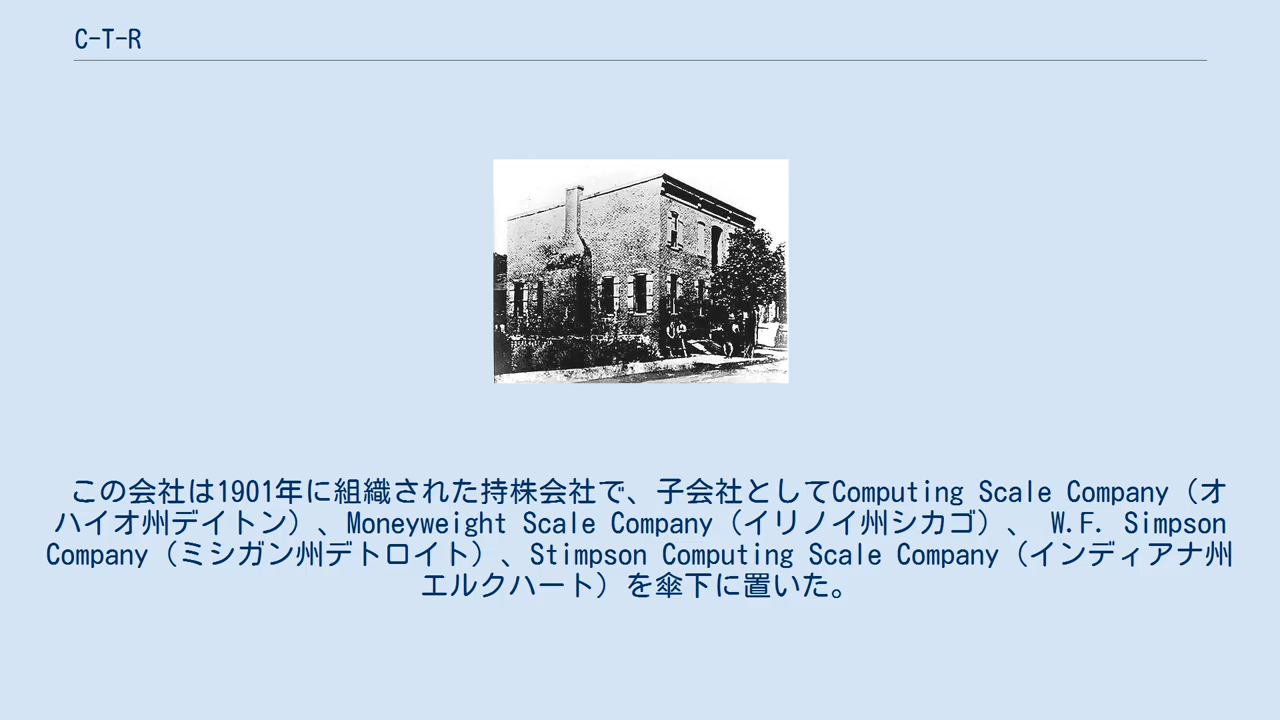 C-T-R
この会社は1901年に組織された持株会社で、子会社としてComputing Scale Company（オ
ハイオ州デイトン）、Moneyweight Scale Company（イリノイ州シカゴ）、 W.F. Simpson
Company（ミシガン州デトロイト）、Stimpson Computing Scale Company（インディアナ州
エルクハート）を傘下に置いた。